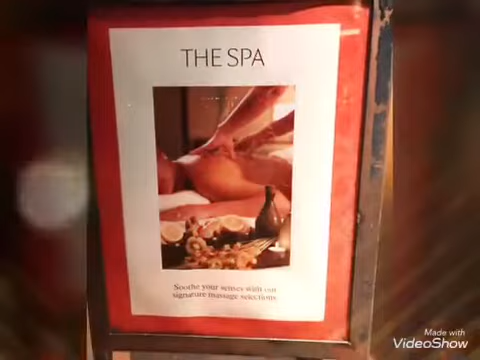 THE SPA
Soothe your senses with our
signature massage selections
Made with
VideoShow